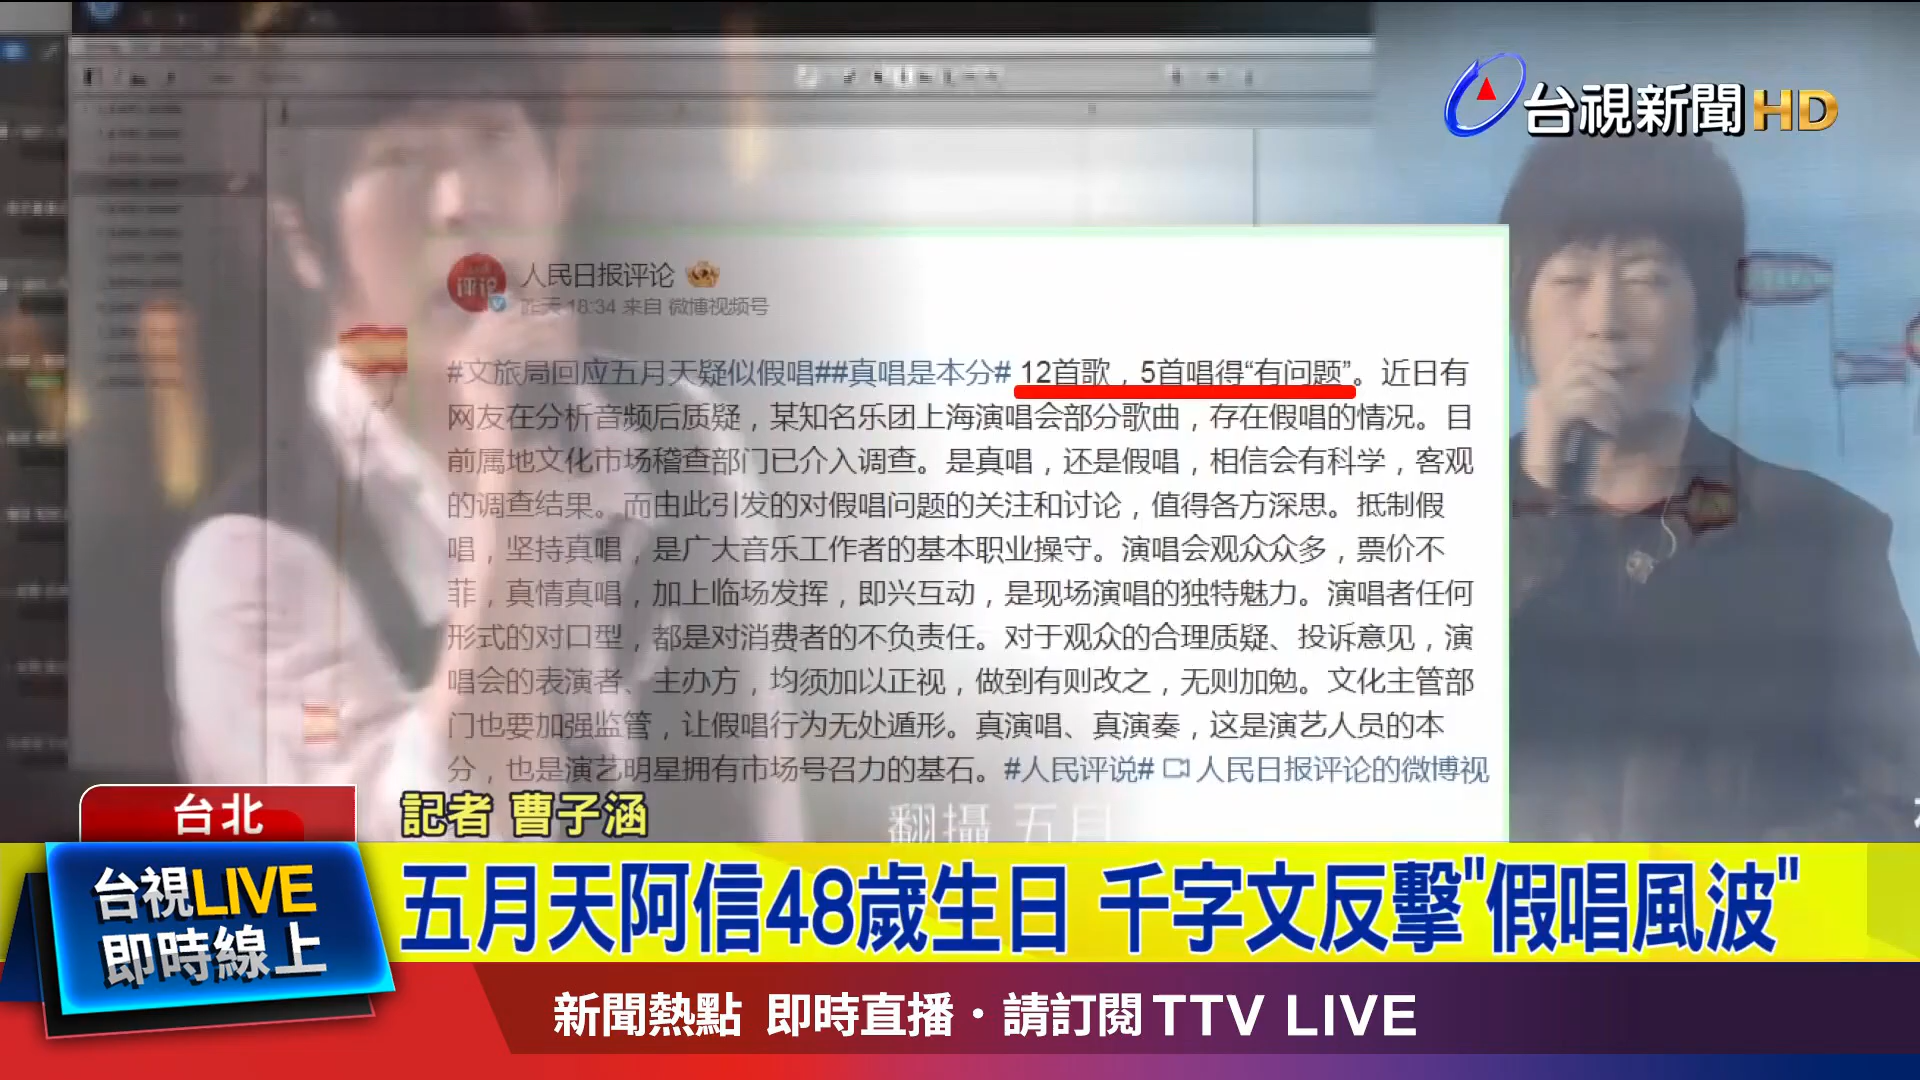 台視新聞HD
评论
人民日报评论
昨天 18:34 来自 微博视频号
#文旅局回应五月天疑似假唱##真唱是本分# 12首歌，5首唱得“有问题”。近日有
网友在分析音频后质疑，某知名乐团上海演唱会部分歌曲，存在假唱的情况。目
前属地文化市场稽查部门已介入调查。是真唱，还是假唱，相信会有科学，客观
的调查结果。而由此引发的对假唱问题的关注和讨论，值得各方深思。抵制假
唱，坚持真唱，是广大音乐工作者的基本职业操守。演唱会观众众多，票价不
菲，真情真唱，加上临场发挥，即兴互动，是现场演唱的独特魅力。演唱者任何
形式的对口型，都是对消费者的不负责任。对于观众的合理质疑、投诉意见，演
唱会的表演者、主办方，均须加以正视，做到有则改之，无则加勉。文化主管部
门也要加强监管，让假唱行为无处遁形。真演唱、真演奏，这是演艺人员的本
分，也是演艺明星拥有市场号召力的基石。#人民评说# 人民日报评论的微博视
翻攝 五月
台北
記者 曹子涵
台視LIVE
即時線上
五月天阿信48歲生日 千字文反擊"假唱風波"
新聞熱點 即時直播・請訂閱TTV LIVE